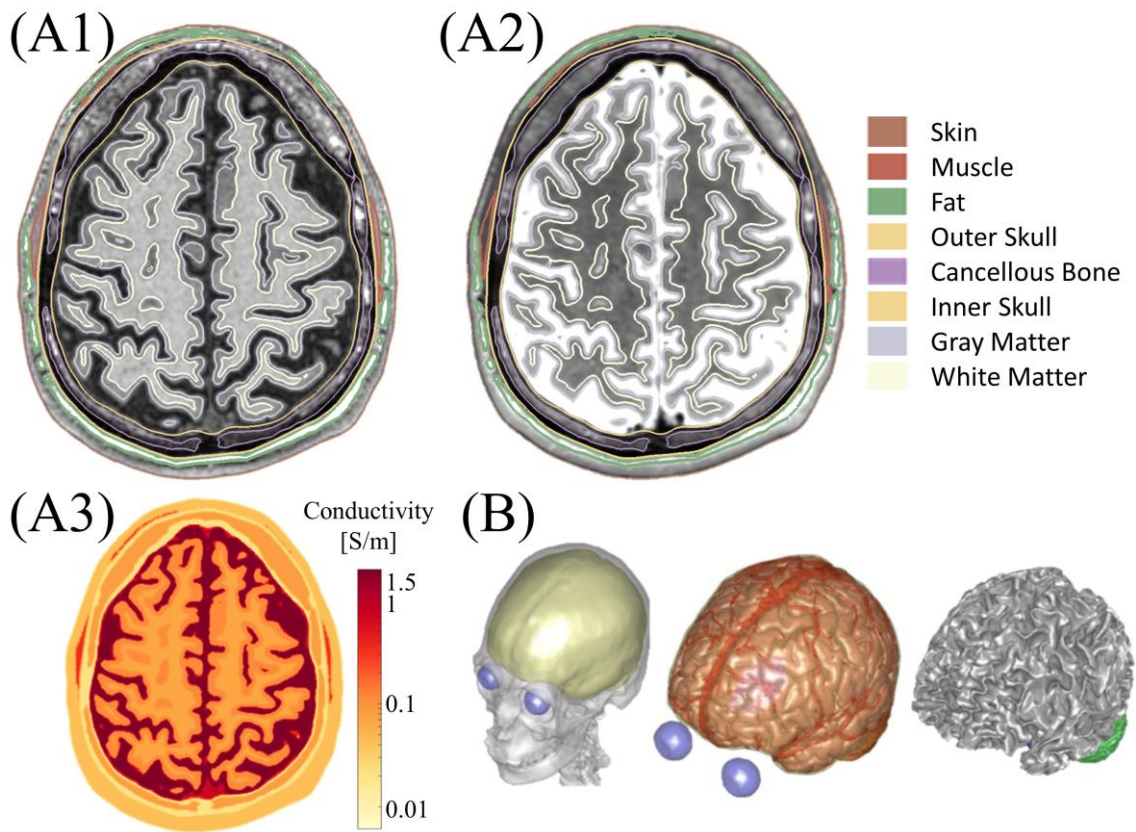 (A1)
(A2)
Skin
Muscle
Fat
Outer Skull
Cancellous Bone
Inner Skull
Gray Matter
White Matter
(A3)
Conductivity
[S/m]
1.5
1
0.1
0.01
(B)